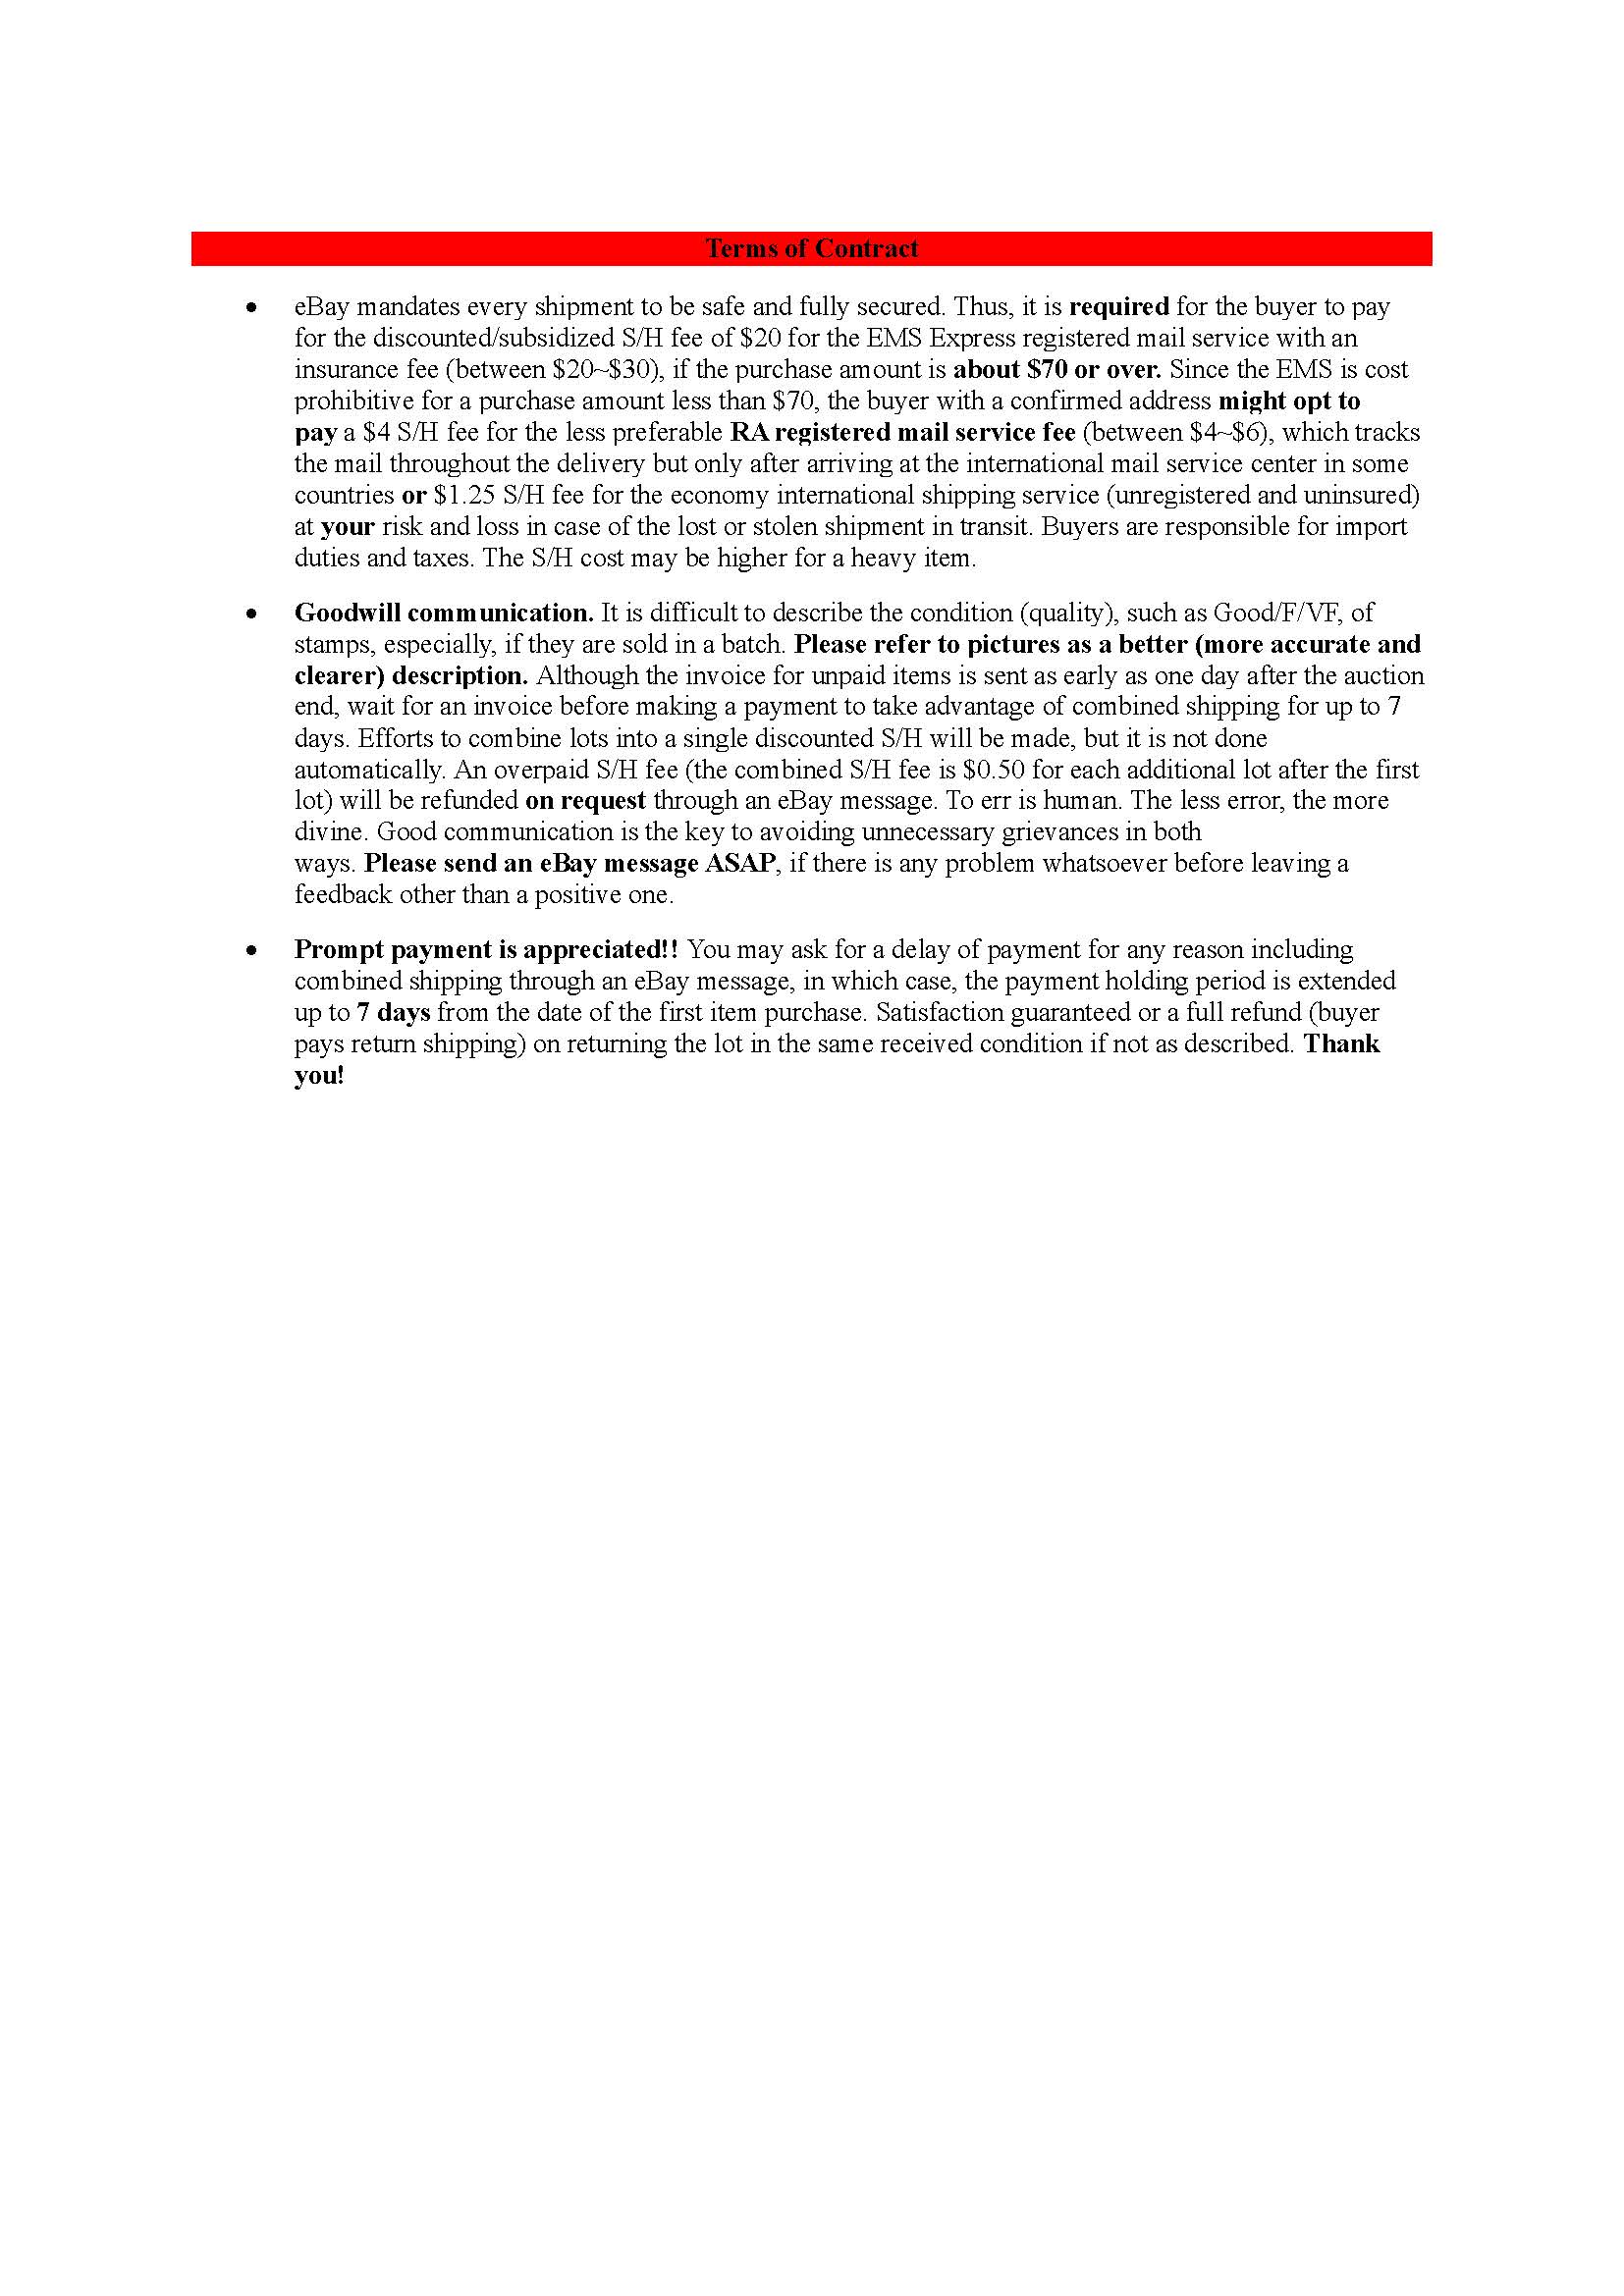 Terms of Contract
• eBay mandates every shipment to be safe and fully secured. Thus, it is required for the buyer to pay
for the discounted/subsidized S/H fee of $20 for the EMS Express registered mail service with an
insurance fee (between $20~$30), if the purchase amount is about $70 or over. Since the EMS is cost
prohibitive for a purchase amount less than $70, the buyer with a confirmed address might opt to
pay a $4 S/H fee for the less preferable RA registered mail service fee (between $4~$6), which tracks
the mail throughout the delivery but only after arriving at the international mail service center in some
countries or $1.25 S/H fee for the economy international shipping service (unregistered and uninsured)
at your risk and loss in case of the lost or stolen shipment in transit. Buyers are responsible for import
duties and taxes. The S/H cost may be higher for a heavy item.
• Goodwill communication. It is difficult to describe the condition (quality), such as Good/F/VF, of
stamps, especially, if they are sold in a batch. Please refer to pictures as a better (more accurate and
clearer) description. Although the invoice for unpaid items is sent as early as one day after the auction
end, wait for an invoice before making a payment to take advantage of combined shipping for up to 7
days. Efforts to combine lots into a single discounted S/H will be made, but it is not done
automatically. An overpaid S/H fee (the combined S/H fee is $0.50 for each additional lot after the first
lot) will be refunded on request through an eBay message. To err is human. The less error, the more
divine. Good communication is the key to avoiding unnecessary grievances in both
ways. Please send an eBay message ASAP, if there is any problem whatsoever before leaving a
feedback other than a positive one.
• Prompt payment is appreciated!! You may ask for a delay of payment for any reason including
combined shipping through an eBay message, in which case, the payment holding period is extended
up to 7 days from the date of the first item purchase. Satisfaction guaranteed or a full refund (buyer
pays return shipping) on returning the lot in the same received condition if not as described. Thank
you!